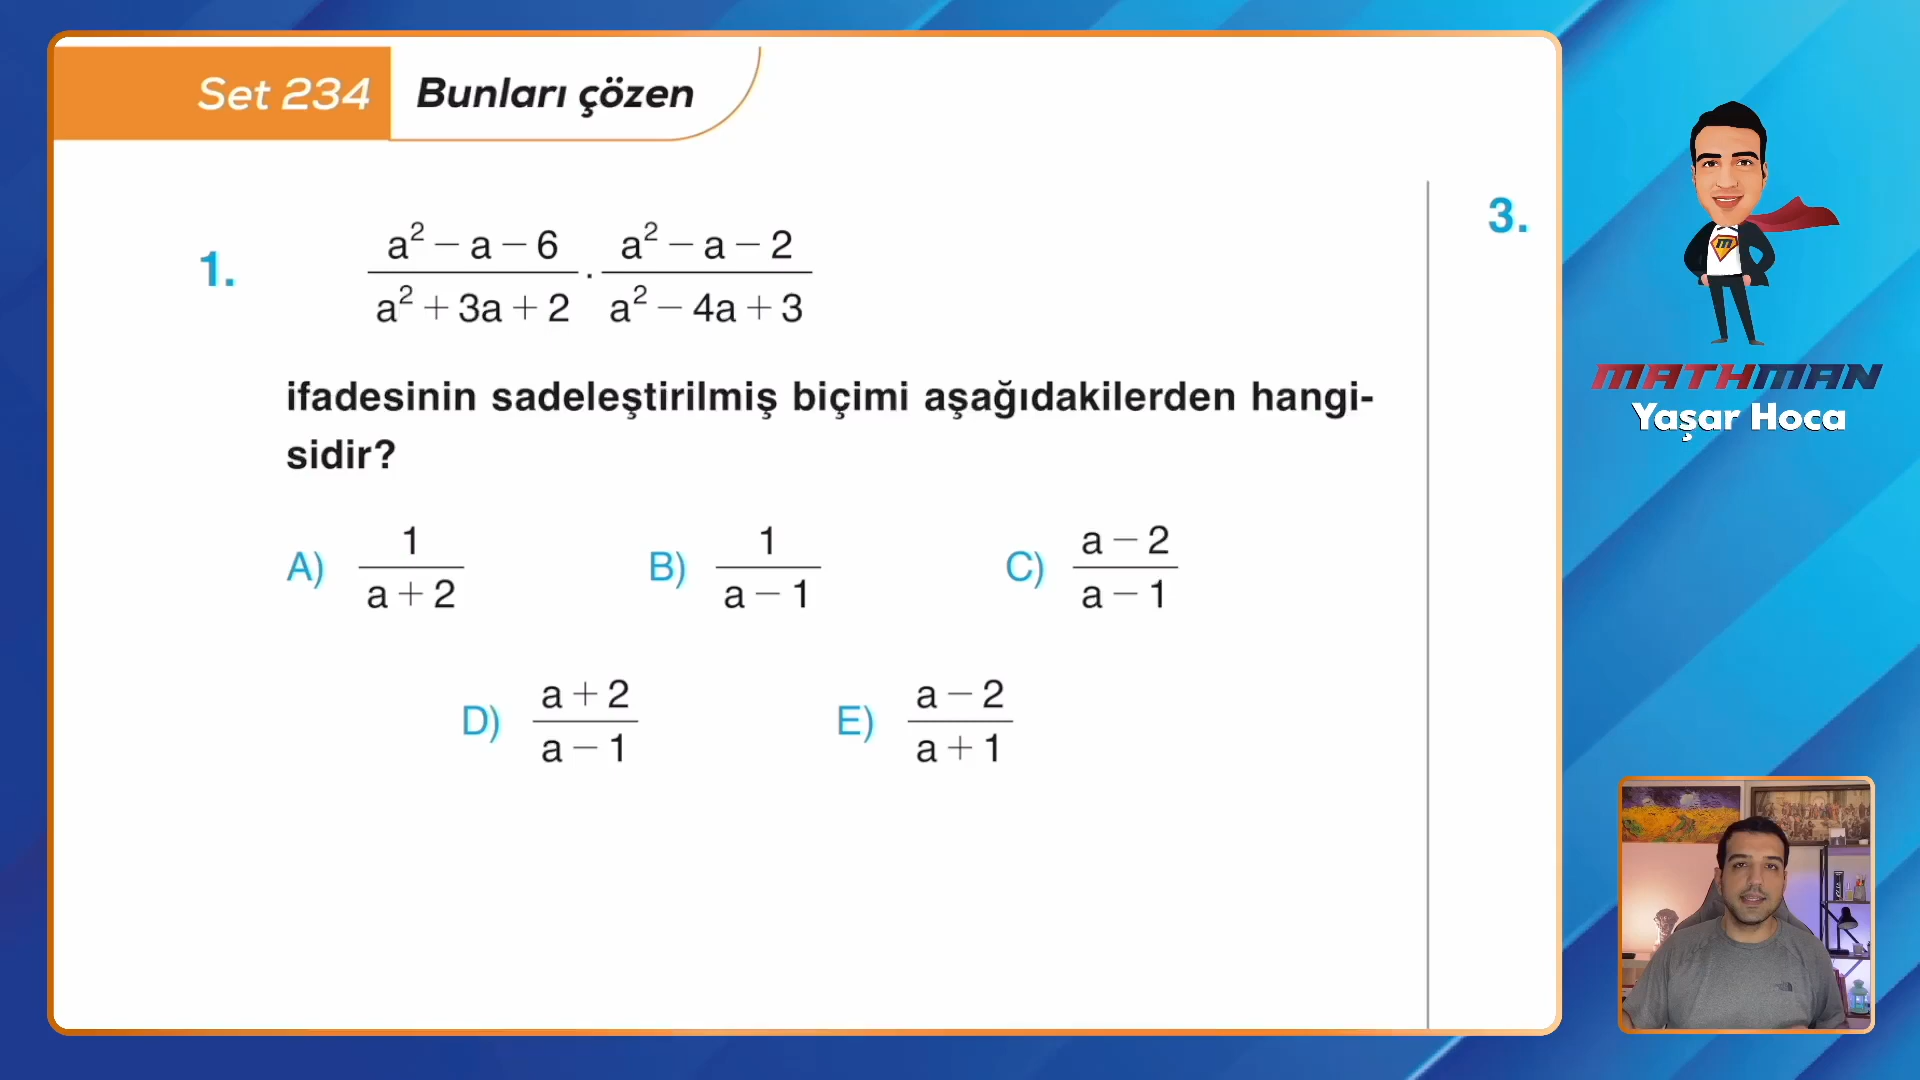 Set 234 Bunları çözen
1. a² − a − 6 / a² + 3a + 2 · a² − a − 2 / a² − 4a + 3
ifadesinin sadeleştirilmiş biçimi aşağıdakilerden hangi-
sidir?
A) 1 / a + 2 B) 1 / a − 1 C) a − 2 / a − 1
D) a + 2 / a − 1 E) a − 2 / a + 1
3.
m
MATHMAN
Yaşar Hoca